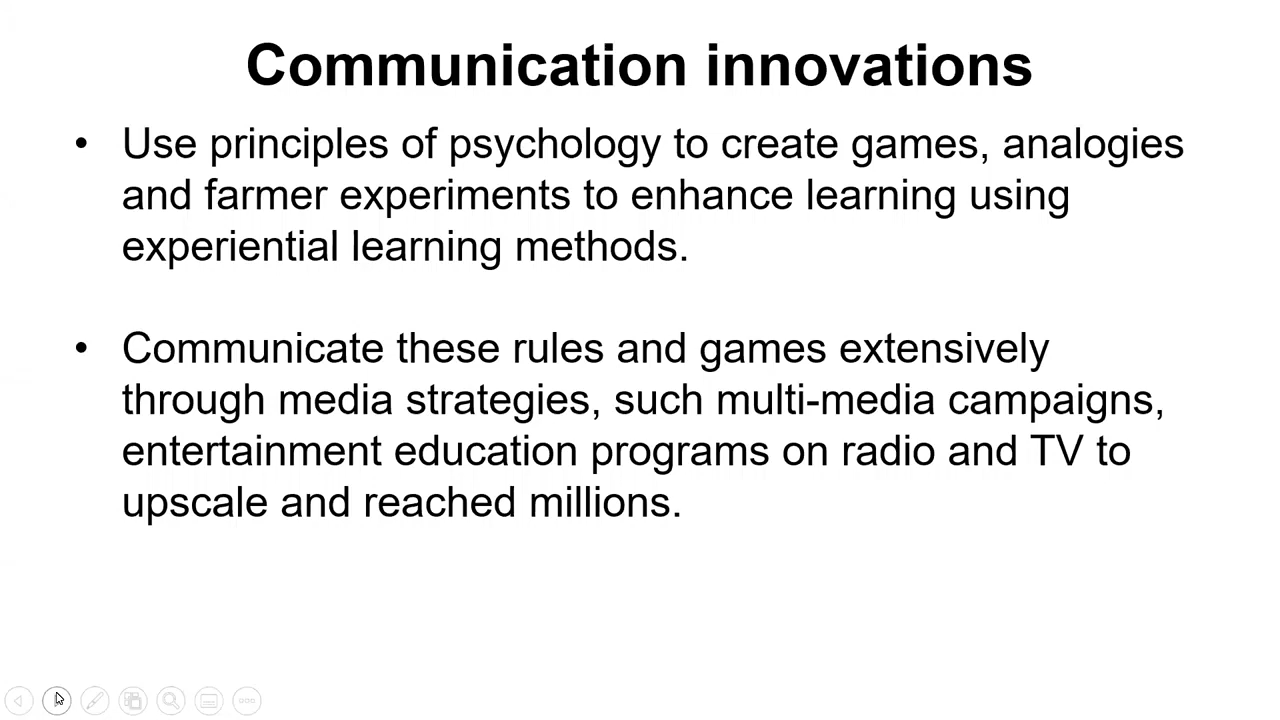 Communication innovations
• Use principles of psychology to create games, analogies
and farmer experiments to enhance learning using
experiential learning methods.
• Communicate these rules and games extensively
through media strategies, such multi-media campaigns,
entertainment education programs on radio and TV to
upscale and reached millions.